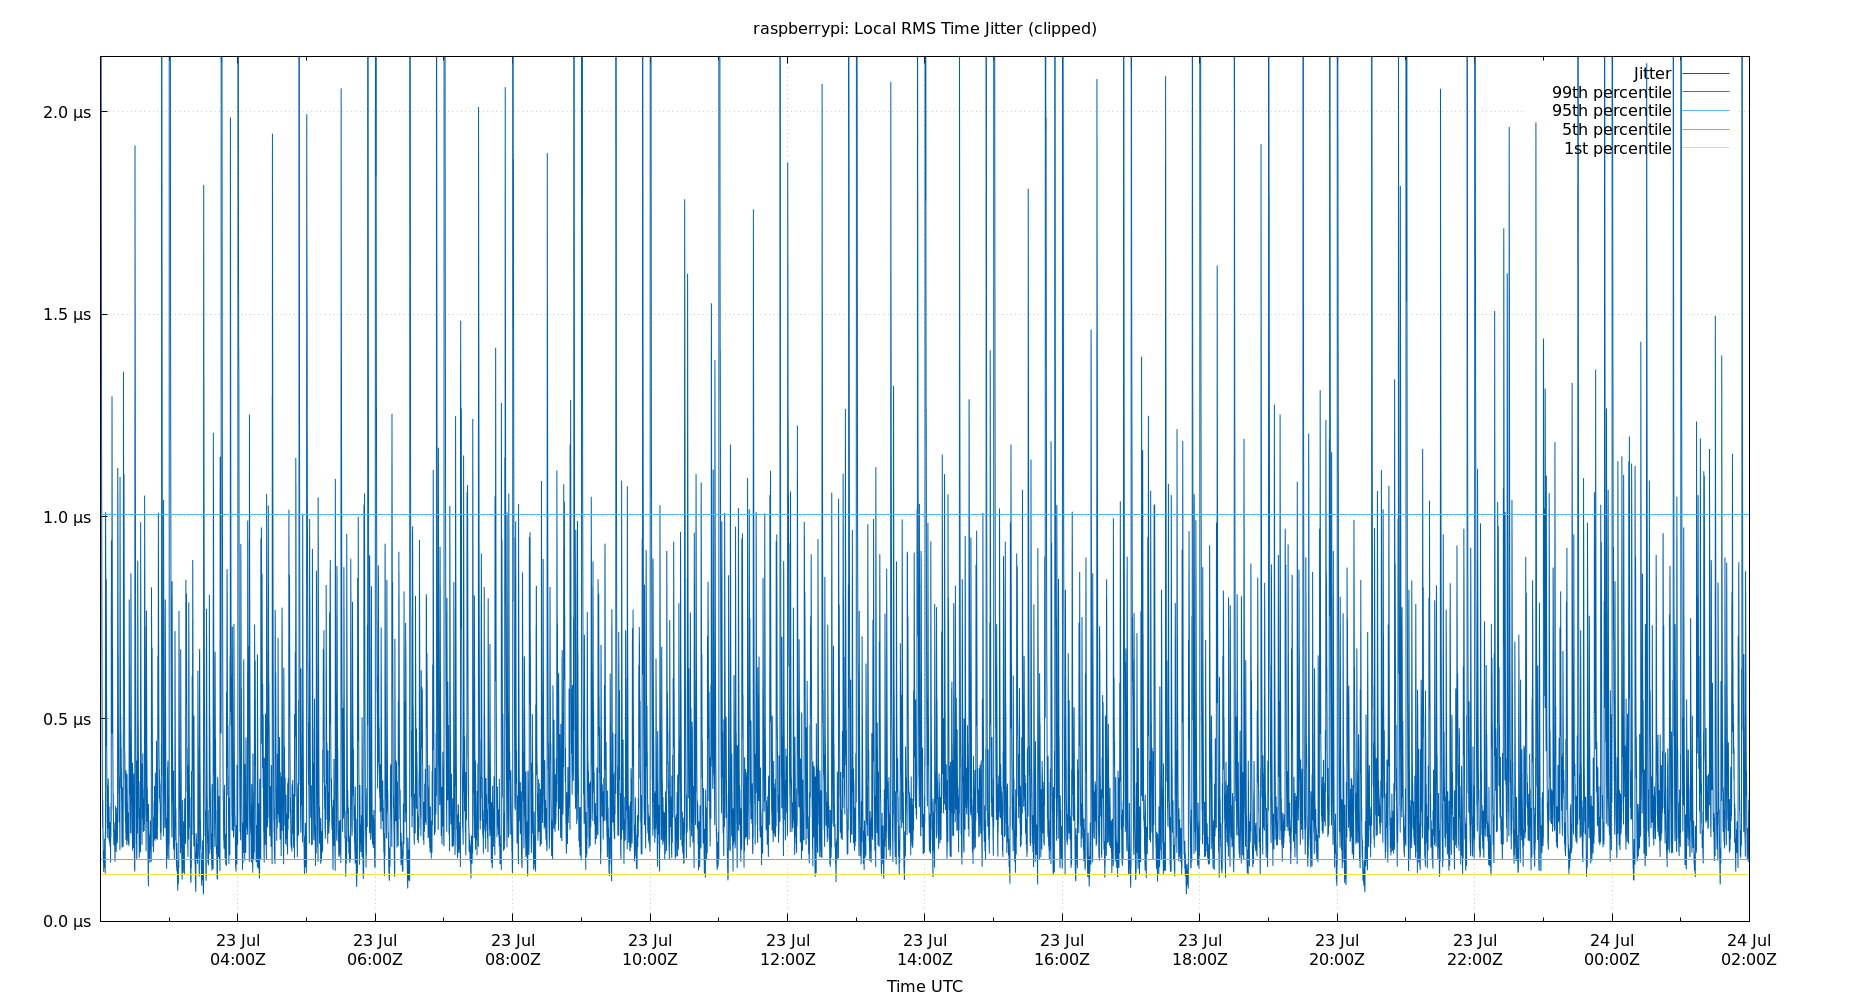 raspberrypi: Local RMS Time Jitter (clipped)
Jitter
99th percentile
95th percentile
5th percentile
1st percentile
2.0 µs
1.5 µs
1.0 µs
0.5 µs
0.0 µs
23 Jul 23 Jul 23 Jul 23 Jul 23 Jul 23 Jul 23 Jul 23 Jul 23 Jul 23 Jul 24 Jul 24 Jul
04:00Z 06:00Z 08:00Z 10:00Z 12:00Z 14:00Z 16:00Z 18:00Z 20:00Z 22:00Z 00:00Z 02:00Z
Time UTC